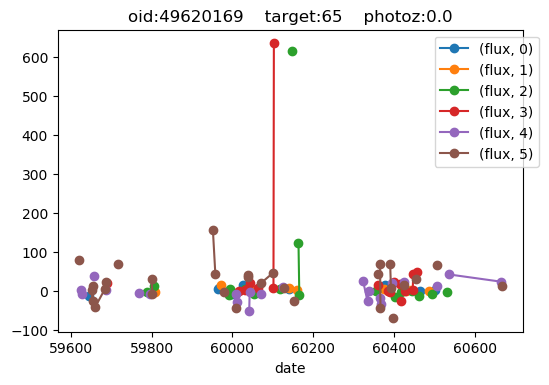 oid:49620169    target:65    photoz:0.0
600
500
400
300
200
100
0
−100
59600
59800
60000
60200
60400
60600
date
(flux, 0)
(flux, 1)
(flux, 2)
(flux, 3)
(flux, 4)
(flux, 5)